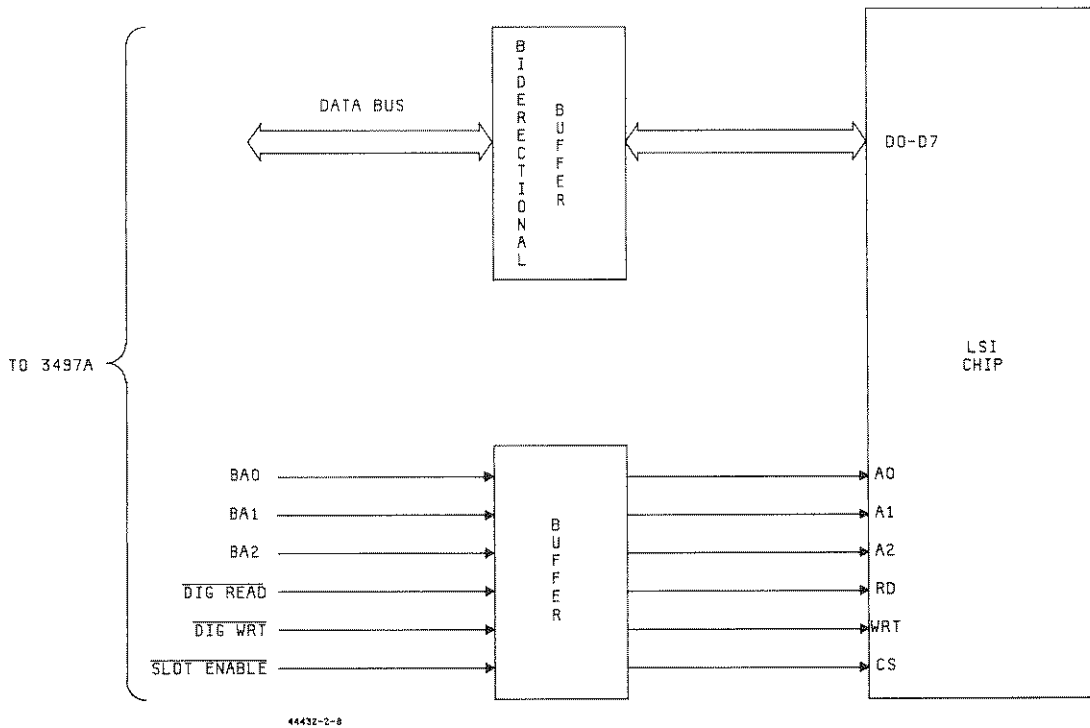 BIDERECTIONAL
BUFFER
DATA BUS
D0-D7
TO 3497A
LSI
CHIP
BUFFER
BA0
A0
BA1
A1
BA2
A2
DIG READ
RD
DIG WRT
WRT
SLOT ENABLE
CS
44432-2-8